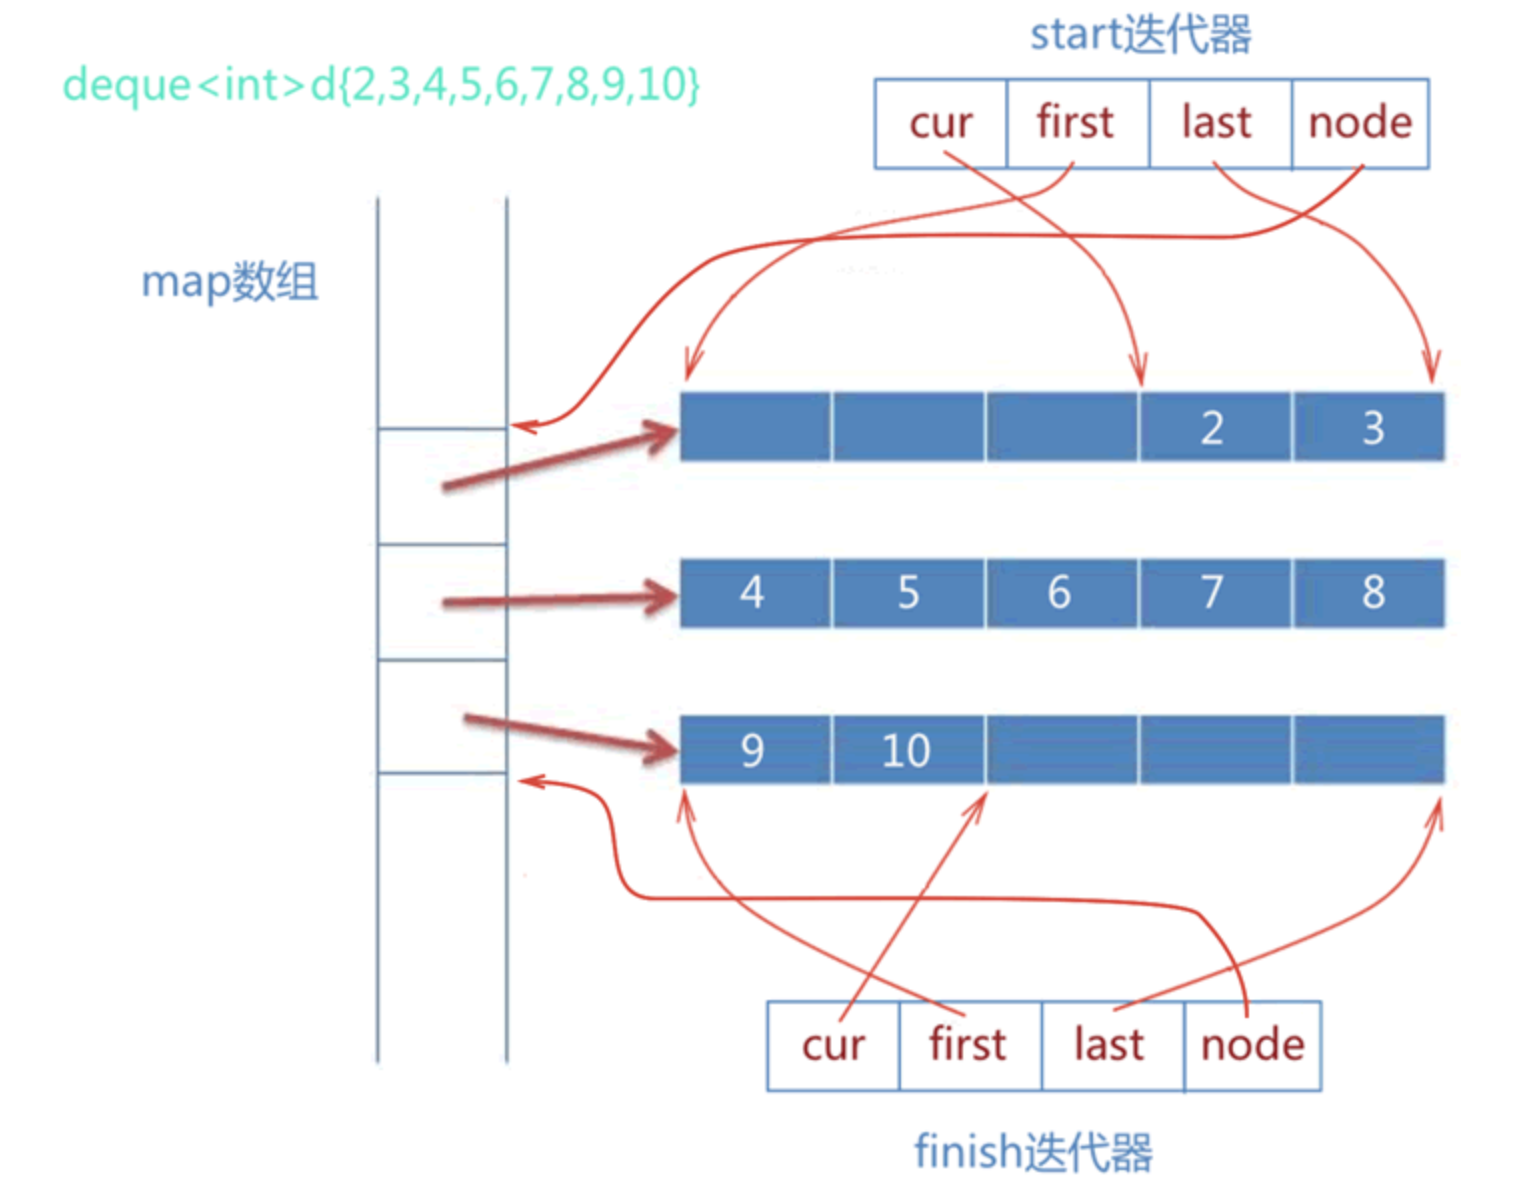 start迭代器
deque<int>d{2,3,4,5,6,7,8,9,10}
cur first last node
map数组
2 3
4 5 6 7 8
9 10
cur first last node
finish迭代器